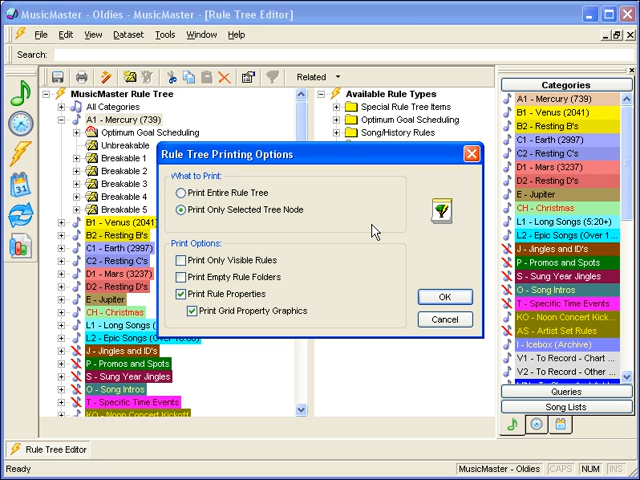 MusicMaster - Oldies - MusicMaster - [Rule Tree Editor]
File Edit View Dataset Tools Window Help
Search:
Related
MusicMaster Rule Tree
All Categories
A1 - Mercury (739)
Optimum Goal Scheduling
Unbreakable
Breakable 1
Breakable 2
Breakable 3
Breakable 4
Breakable 5
B1 - Venus (2041)
B2 - Resting B's
C1 - Earth (2997)
C2 - Resting C's
D1 - Mars (3237)
D2 - Resting D's
E - Jupiter
CH - Christmas
L1 - Long Songs (
L2 - Epic Songs (Over 10:00)
J - Jingles and ID's
P - Promos and Spots
S - Sung Year Jingles
O - Song Intros
T - Specific Time Events
KO - Noon Concert Kickoff
Available Rule Types
Special Rule Tree Items
Optimum Goal Scheduling
Song/History Rules
Rule Tree Printing Options
What to Print:
Print Entire Rule Tree
Print Only Selected Tree Node
Print Options:
Print Only Visible Rules
Print Empty Rule Folders
Print Rule Properties
Print Grid Property Graphics
OK
Cancel
Categories
A1 - Mercury (739)
B1 - Venus (2041)
B2 - Resting B's
C1 - Earth (2997)
C2 - Resting C's
D1 - Mars (3237)
D2 - Resting D's
E - Jupiter
CH - Christmas
L1 - Long Songs (5:20+)
L2 - Epic Songs (Over 1...
J - Jingles and ID's
P - Promos and Spots
S - Sung Year Jingles
O - Song Intros
T - Specific Time Events
KO - Noon Concert Kick...
AS - Artist Set Rules
I - Icebox (Archive)
V1 - To Record - Chart ...
V2 - To Record - Other ...
Queries
Song Lists
Rule Tree Editor
Ready
MusicMaster - Oldies
CAPS NUM INS